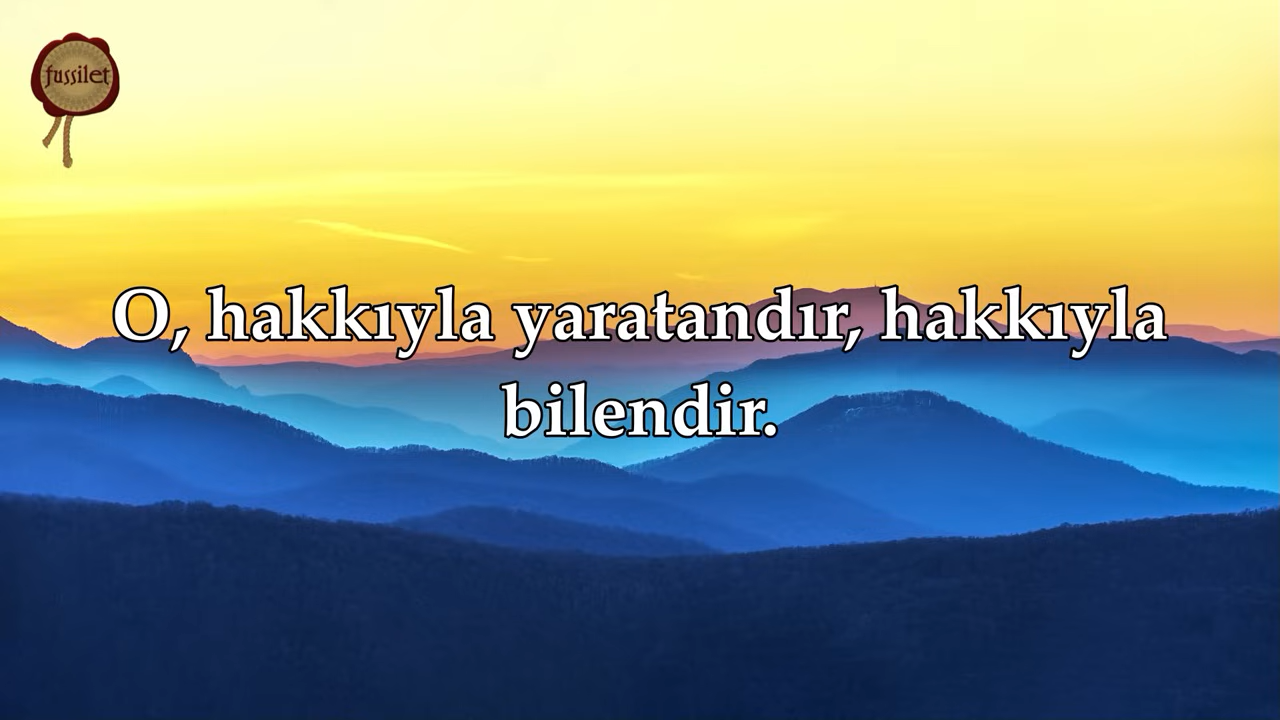 fussilet
O, hakkıyla yaratandır, hakkıyla
bilendir.